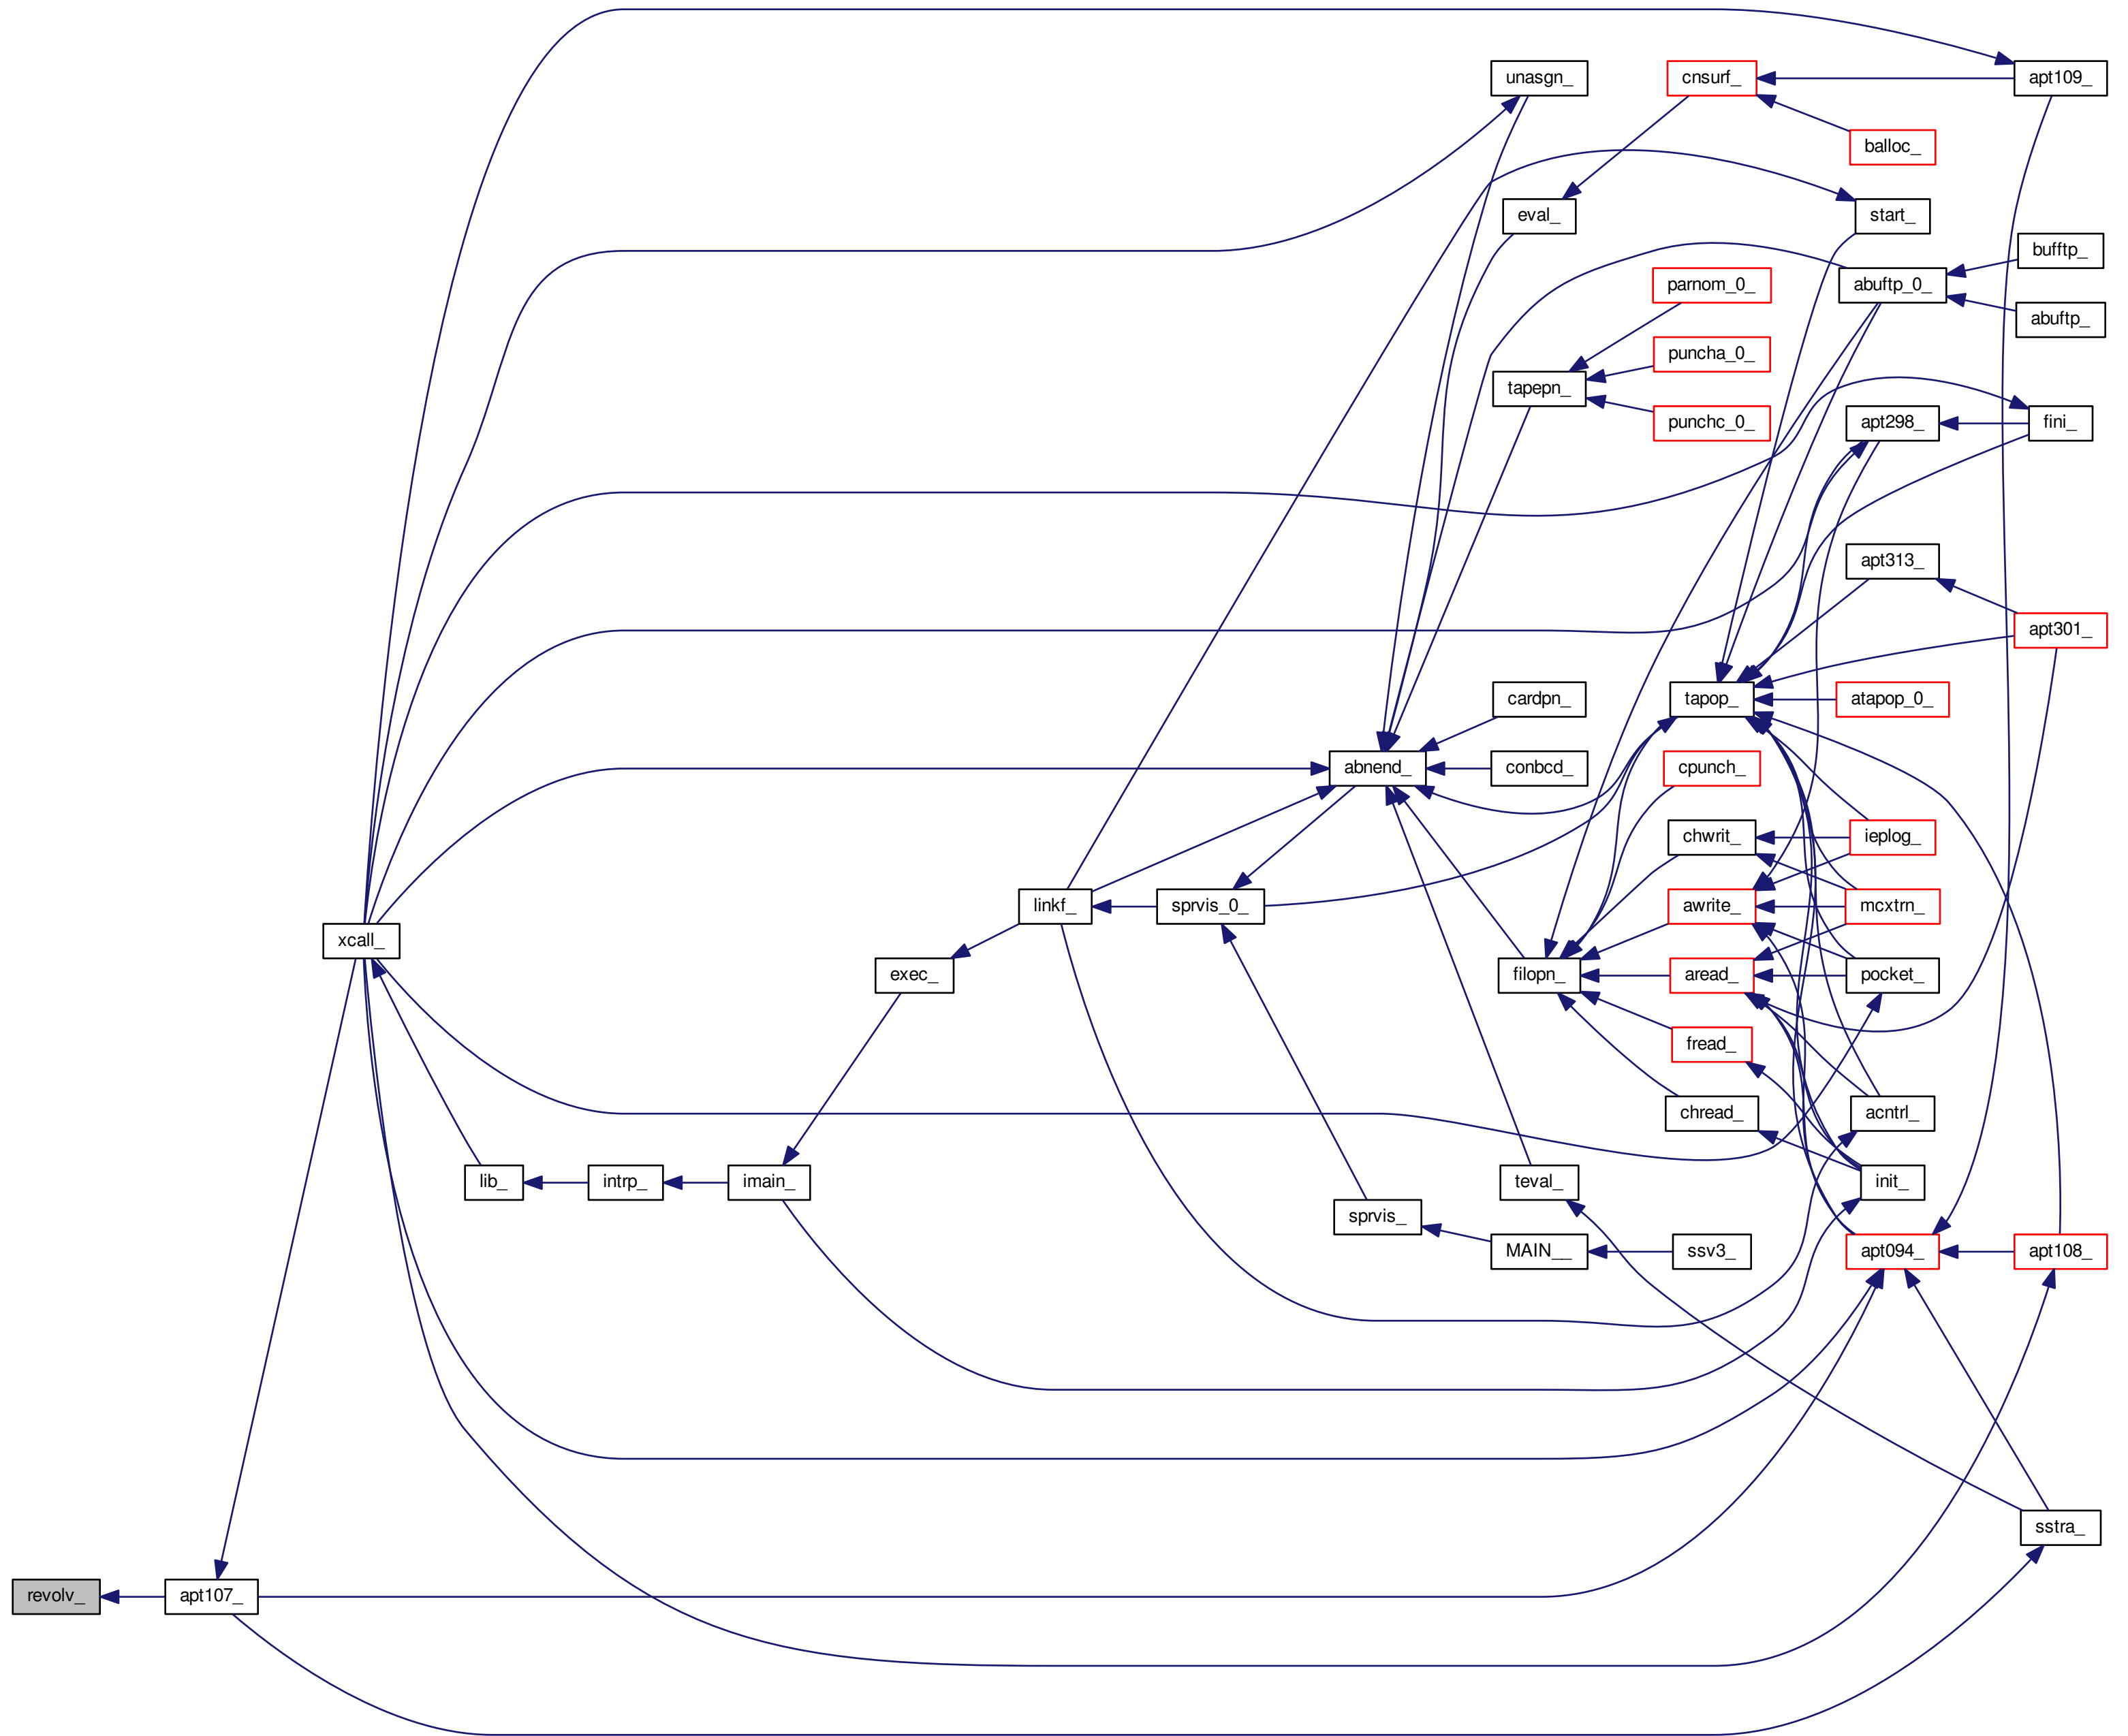 unasgn_
cnsurf_
apt109_
balloc_
eval_
start_
bufftp_
parnom_0_
abuftp_0_
abuftp_
puncha_0_
tapepn_
punchc_0_
apt298_
fini_
apt313_
apt301_
cardpn_
tapop_
atapop_0_
abnend_
conbcd_
cpunch_
chwrit_
ieplog_
linkf_
sprvis_0_
awrite_
mcxtrn_
xcall_
exec_
filopn_
aread_
pocket_
fread_
chread_
acntrl_
lib_
intrp_
imain_
teval_
init_
sprvis_
MAIN__
ssv3_
apt094_
apt108_
sstra_
revolv_
apt107_